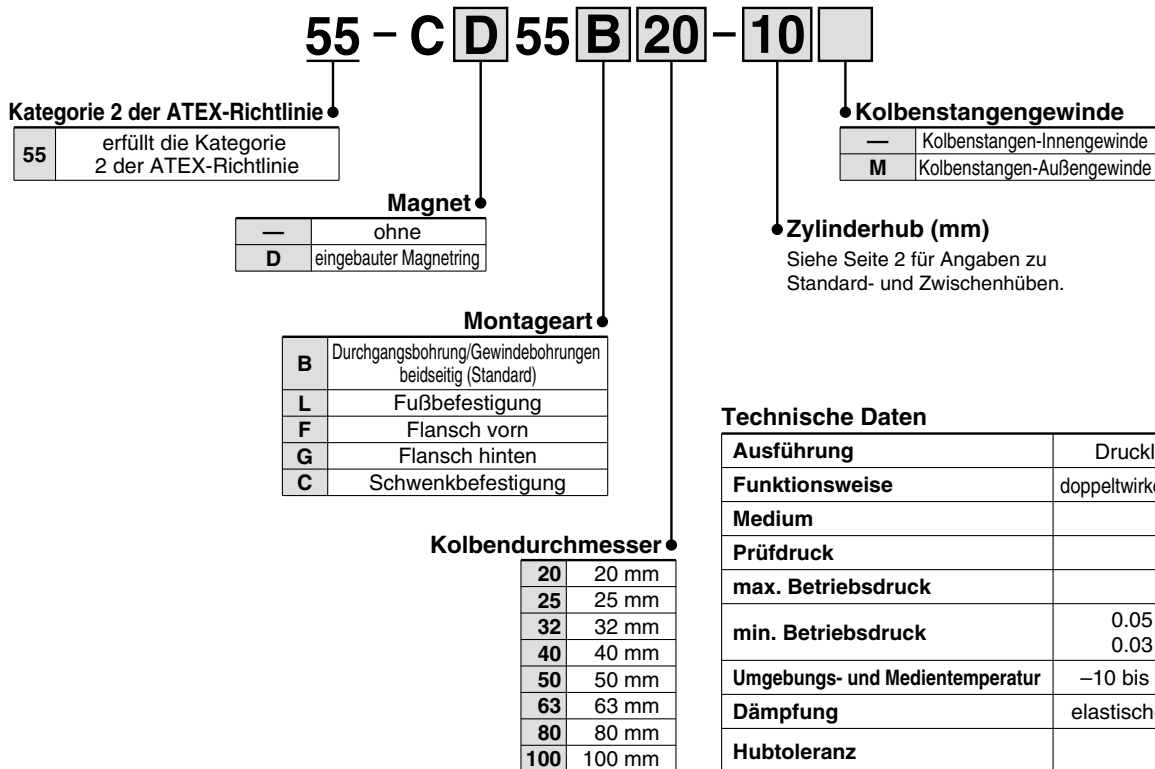 55 – C D 55 B 20 – 10
Kategorie 2 der ATEX-Richtlinie
55 erfüllt die Kategorie
2 der ATEX-Richtlinie
Kolbenstangengewinde
— Kolbenstangen-Innengewinde
M Kolbenstangen-Außengewinde
Magnet
— ohne
D eingebauter Magnetring
Zylinderhub (mm)
Siehe Seite 2 für Angaben zu
Standard- und Zwischenhüben.
Montageart
B Durchgangsbohrung/Gewindebohrungen
beidseitig (Standard)
L Fußbefestigung
F Flansch vorn
G Flansch hinten
C Schwenkbefestigung
Kolbendurchmesser
20 20 mm
25 25 mm
32 32 mm
40 40 mm
50 50 mm
63 63 mm
80 80 mm
100 100 mm
Technische Daten
Ausführung Druckl
Funktionsweise doppeltwirk
Medium
Prüfdruck
max. Betriebsdruck
min. Betriebsdruck 0.05
0.03
Umgebungs- und Medientemperatur –10 bis
Dämpfung elastisch
Hubtoleranz